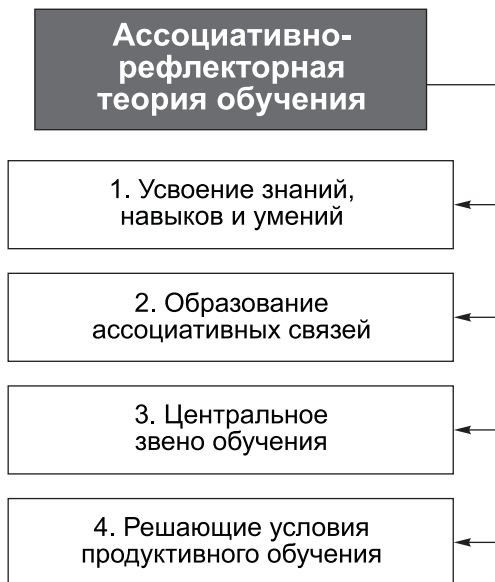 Ассоциативно-
рефлекторная
теория обучения
1. Усвоение знаний,
навыков и умений
2. Образование
ассоциативных связей
3. Центральное
звено обучения
4. Решающие условия
продуктивного обучения